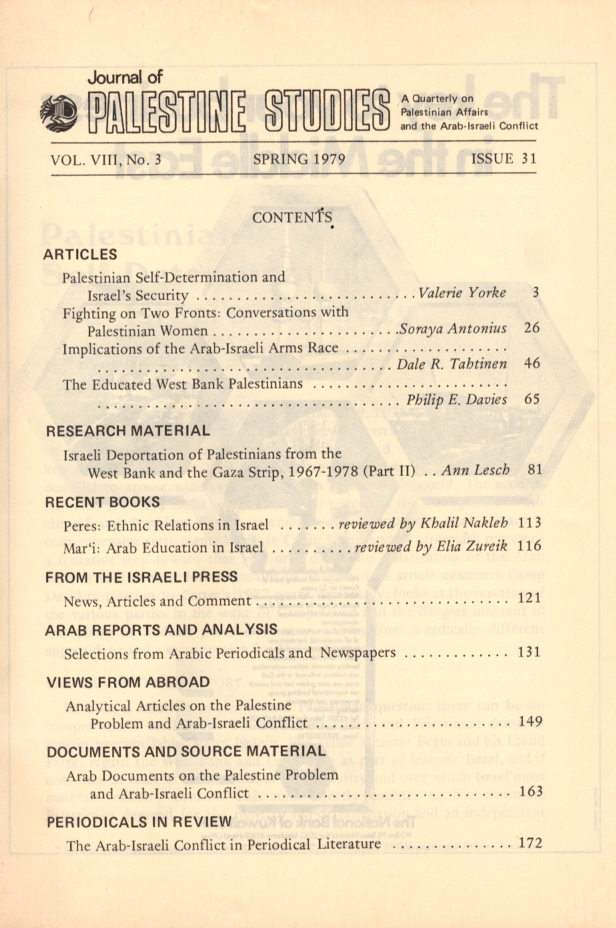 Journal of
PALESTINE STUDIES
A Quarterly on
Palestinian Affairs
and the Arab-Israeli Conflict
VOL. VIII, No. 3 SPRING 1979 ISSUE 31
CONTENTS
ARTICLES
Palestinian Self-Determination and
Israel's Security . . . . . . . . . . . . . . . . . . . . . . . . . . . Valerie Yorke 3
Fighting on Two Fronts: Conversations with
Palestinian Women . . . . . . . . . . . . . . . . . . . . . . . Soraya Antonius 26
Implications of the Arab-Israeli Arms Race . . . . . . . . . . . . . . . . . . . .
. . . . . . . . . . . . . . . . . . . . . . . . . . . . . . . . . . . . Dale R. Tahtinen 46
The Educated West Bank Palestinians . . . . . . . . . . . . . . . . . . . . . . . .
. . . . . . . . . . . . . . . . . . . . . . . . . . . . . . . . . . . . . Philip E. Davies 65
RESEARCH MATERIAL
Israeli Deportation of Palestinians from the
West Bank and the Gaza Strip, 1967-1978 (Part II) . . Ann Lesch 81
RECENT BOOKS
Peres: Ethnic Relations in Israel . . . . . . . reviewed by Khalil Nakleh 113
Mar‘i: Arab Education in Israel . . . . . . . . . . reviewed by Elia Zureik 116
FROM THE ISRAELI PRESS
News, Articles and Comment . . . . . . . . . . . . . . . . . . . . . . . . . . . . . . . 121
ARAB REPORTS AND ANALYSIS
Selections from Arabic Periodicals and Newspapers . . . . . . . . . . . . . 131
VIEWS FROM ABROAD
Analytical Articles on the Palestine
Problem and Arab-Israeli Conflict . . . . . . . . . . . . . . . . . . . . . . . . 149
DOCUMENTS AND SOURCE MATERIAL
Arab Documents on the Palestine Problem
and Arab-Israeli Conflict . . . . . . . . . . . . . . . . . . . . . . . . . . . . . . 163
PERIODICALS IN REVIEW
The Arab-Israeli Conflict in Periodical Literature . . . . . . . . . . . . . . . 172